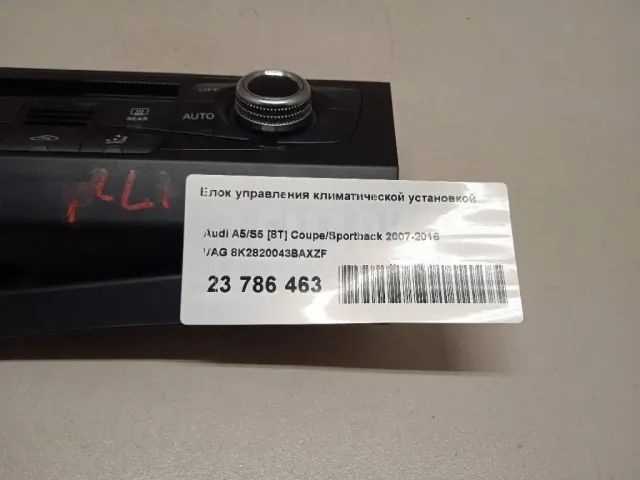 OFF
REAR
AUTO
Блок управления климатической установкой
Audi A5/S5 [8T] Coupe/Sportback 2007-2016
VAG 8K2820043BAXZF
23 786 463